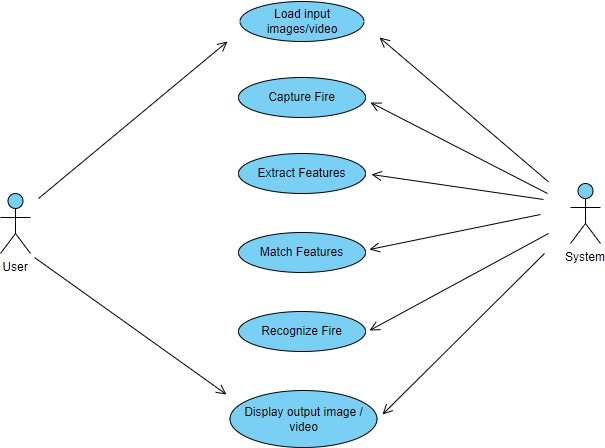 Load input
images/video
Capture Fire
Extract Features
Match Features
User
System
Recognize Fire
Display output image /
video